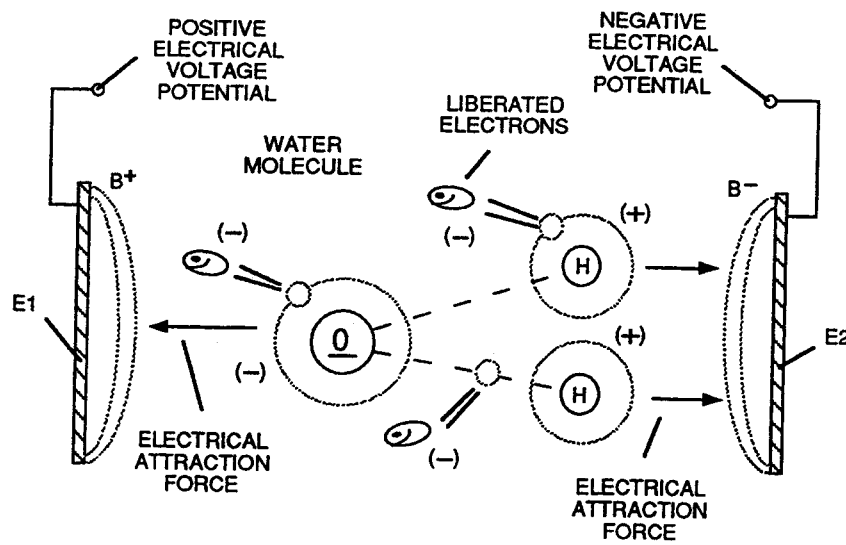 POSITIVE
ELECTRICAL
VOLTAGE
POTENTIAL
NEGATIVE
ELECTRICAL
VOLTAGE
POTENTIAL
LIBERATED
ELECTRONS
WATER
MOLECULE
B+
B-
(+)
(-)
(-)
H
E1
O
(-)
(+)
E2
H
(-)
ELECTRICAL
ATTRACTION
FORCE
ELECTRICAL
ATTRACTION
FORCE